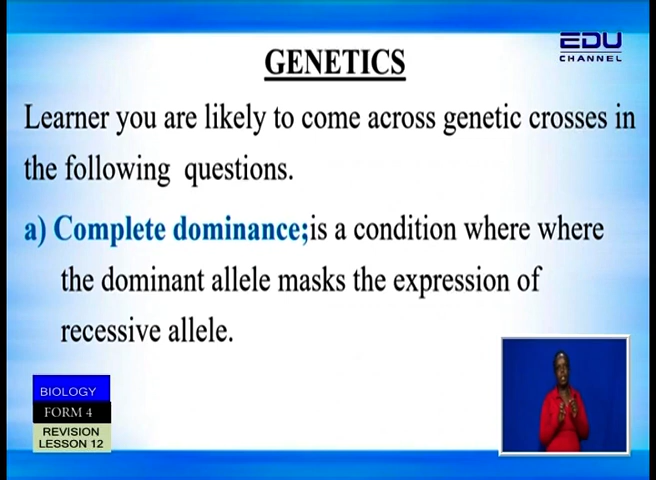 GENETICS
EDU
CHANNEL
Learner you are likely to come across genetic crosses in
the following questions.
a) Complete dominance;is a condition where where
the dominant allele masks the expression of
recessive allele.
BIOLOGY
FORM 4
REVISION
LESSON 12